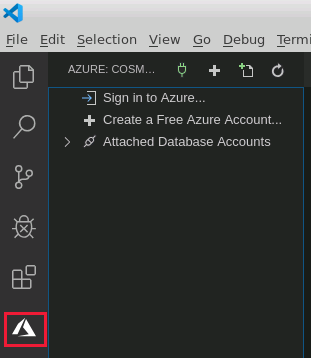 File Edit Selection View Go Debug Termi
AZURE: COSM...
Sign in to Azure...
Create a Free Azure Account...
Attached Database Accounts